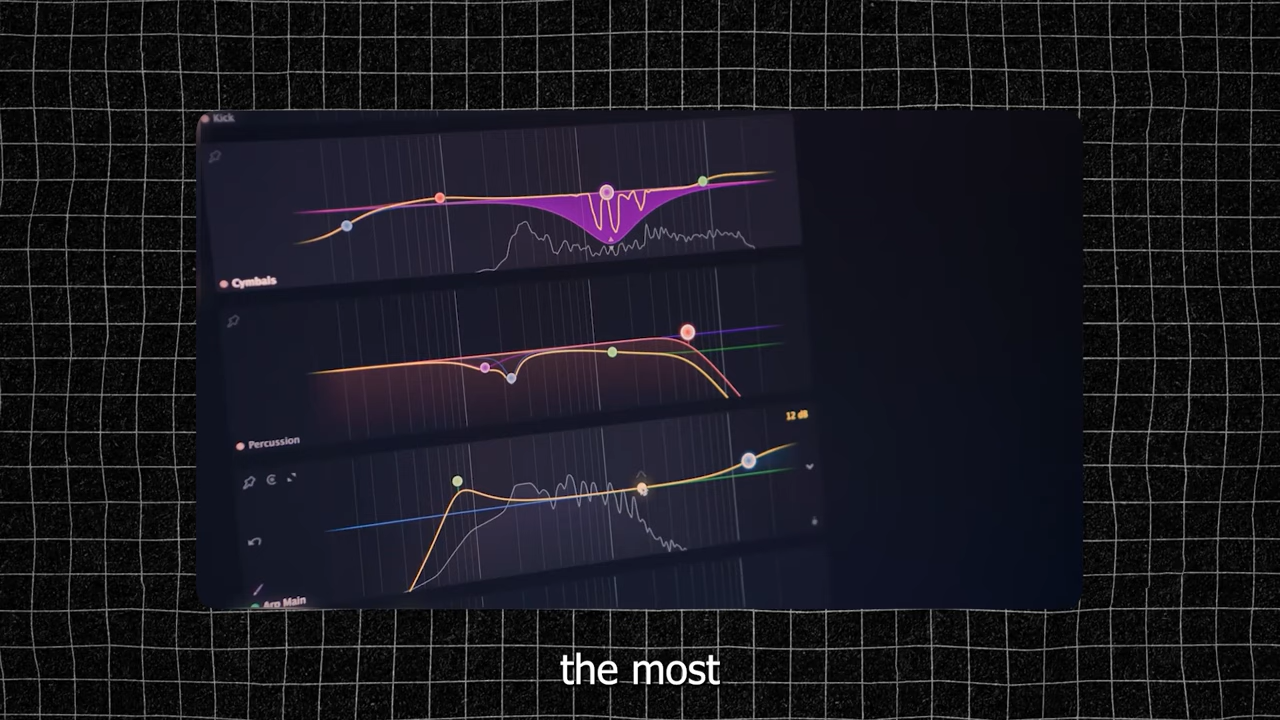 Kick
Cymbals
Percussion
12 dB
Arp Main
the most